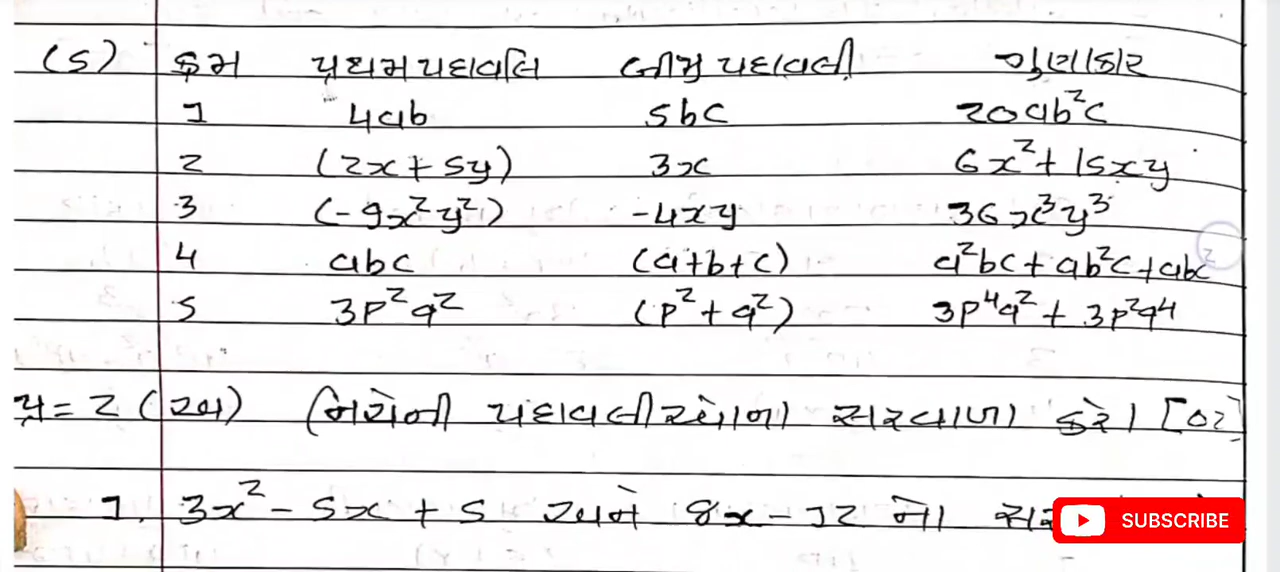 (ડ) ક્રમ પ્રથમ પદાવલિ બીજી પદાવલી ગુણાકાર
1 4ab 5bc 20ab²c
2 (2x + 5y) 3x 6x² + 15xy
3 (-9x²y²) -4xy 36x³y³
4 abc (a+b+c) a²bc + ab²c + abc²
5 3p²q² (p² + q²) 3p⁴q² + 3p²q⁴
પ્ર = 2 (અ) નિચેની પદાવલીઓના સરવાળા કરો [02]
1. 3x² - 5x + 5 અને 8x - 12 નો
SUBSCRIBE